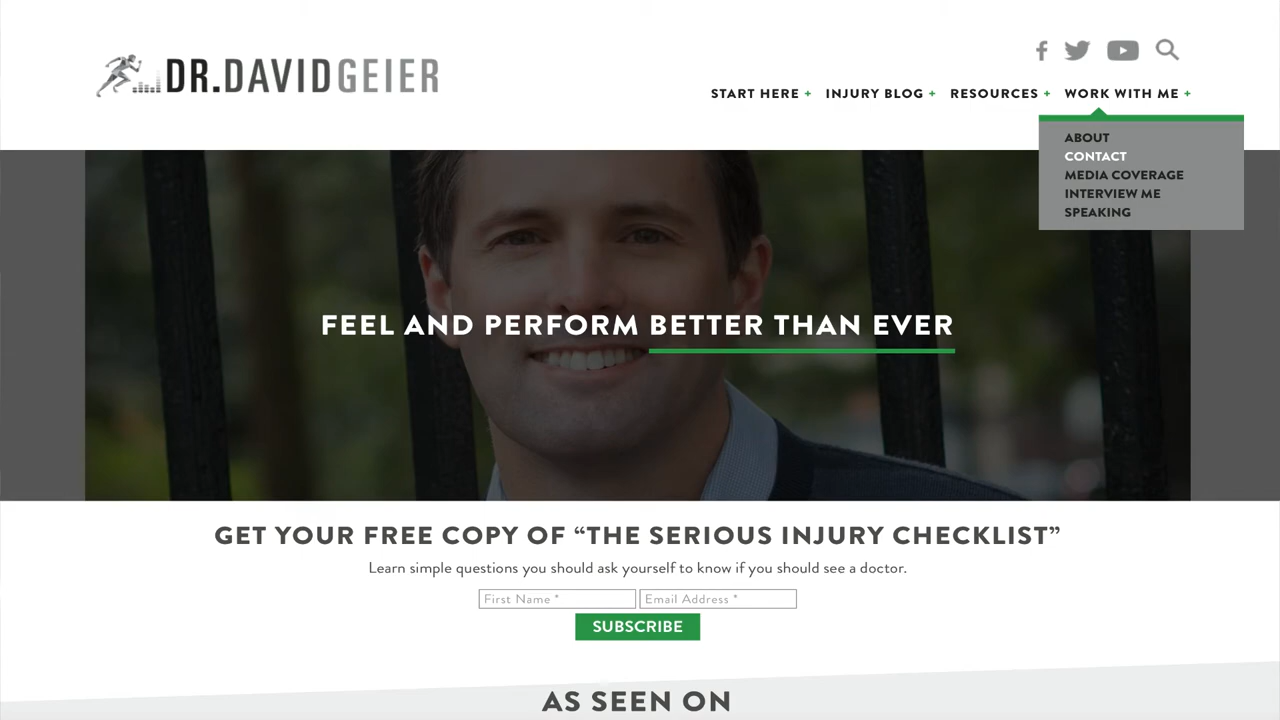 DR.DAVIDGEIER
START HERE + INJURY BLOG + RESOURCES + WORK WITH ME +
ABOUT
CONTACT
MEDIA COVERAGE
INTERVIEW ME
SPEAKING
FEEL AND PERFORM BETTER THAN EVER
GET YOUR FREE COPY OF “THE SERIOUS INJURY CHECKLIST”
Learn simple questions you should ask yourself to know if you should see a doctor.
First Name * Email Address *
SUBSCRIBE
AS SEEN ON